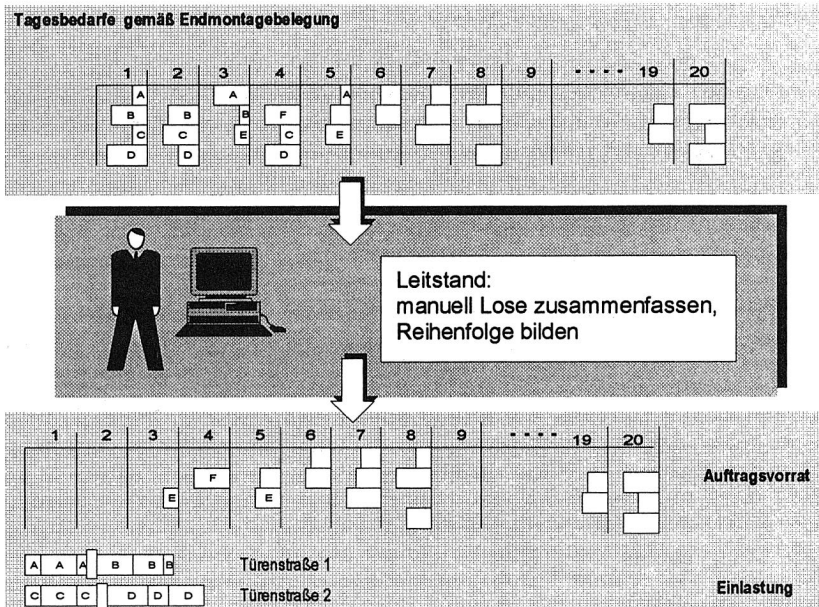 Tagesbedarfe gemäß Endmontagebelegung
1 2 3 4 5 6 7 8 9 .... 19 20
A A A
B B B F
C C E C E
D D D
Leitstand:
manuell Lose zusammenfassen,
Reihenfolge bilden
1 2 3 4 5 6 7 8 9 .... 19 20
F
Auftragsvorrat
E E
A A A B B B Türenstraße 1
C C C D D D Türenstraße 2
Einlastung